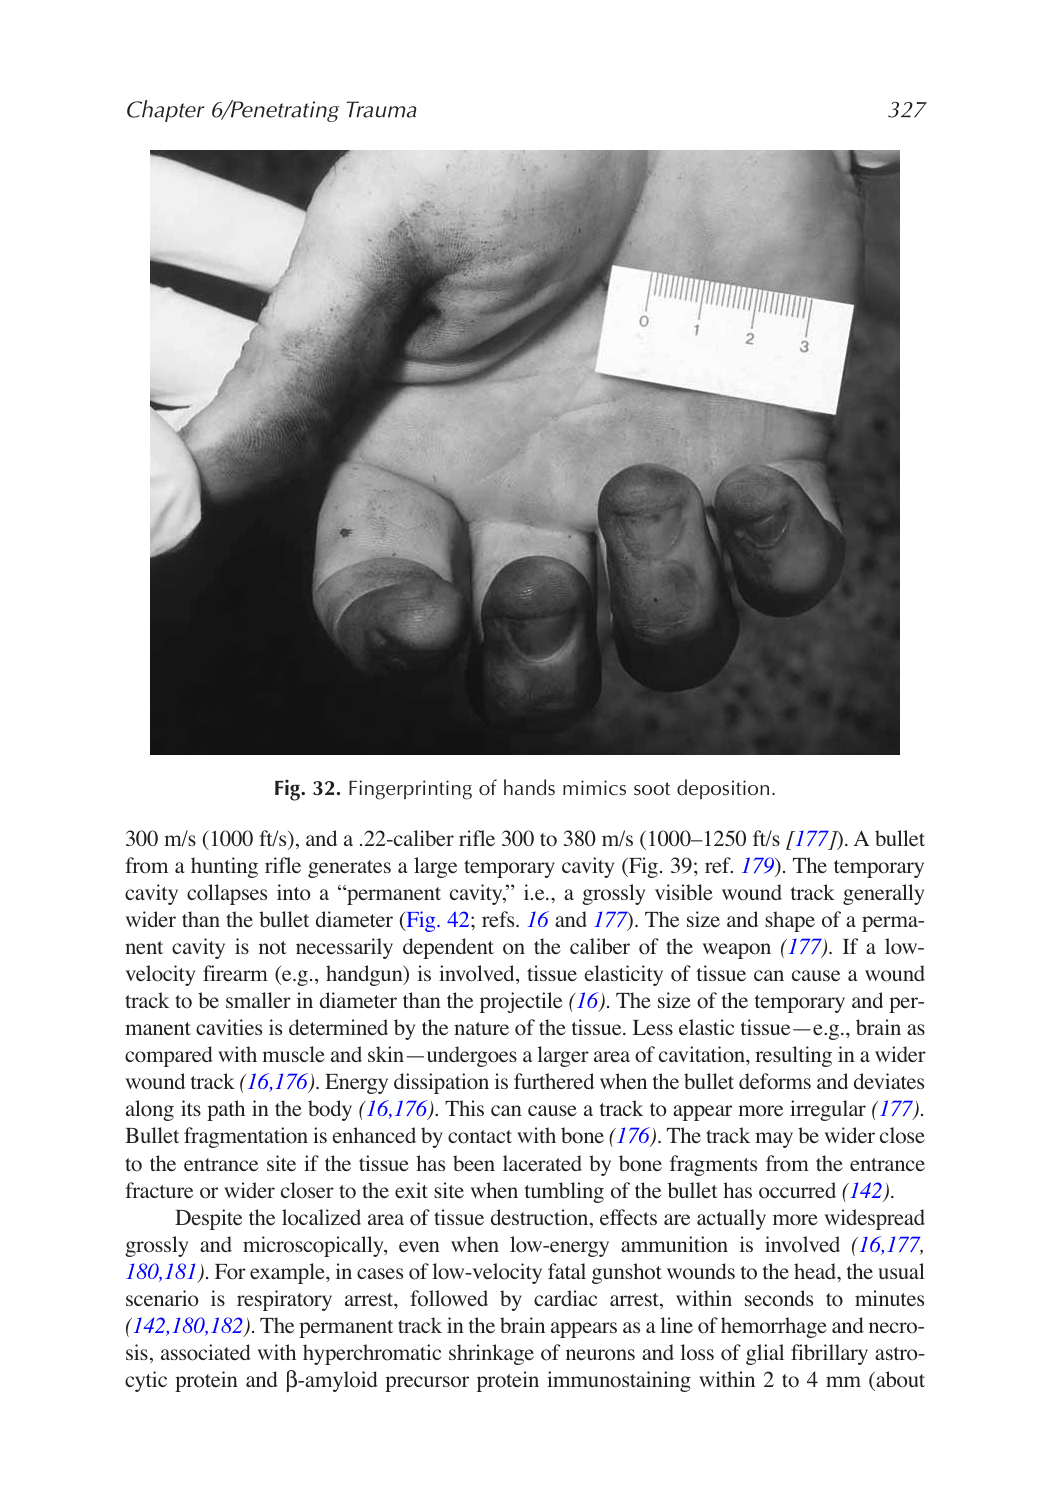 Chapter 6/Penetrating Trauma 327
0 1 2 3
Fig. 32. Fingerprinting of hands mimics soot deposition.
300 m/s (1000 ft/s), and a .22-caliber rifle 300 to 380 m/s (1000–1250 ft/s [177]). A bullet
from a hunting rifle generates a large temporary cavity (Fig. 39; ref. 179). The temporary
cavity collapses into a “permanent cavity,” i.e., a grossly visible wound track generally
wider than the bullet diameter (Fig. 42; refs. 16 and 177). The size and shape of a perma-
nent cavity is not necessarily dependent on the caliber of the weapon (177). If a low-
velocity firearm (e.g., handgun) is involved, tissue elasticity of tissue can cause a wound
track to be smaller in diameter than the projectile (16). The size of the temporary and per-
manent cavities is determined by the nature of the tissue. Less elastic tissue—e.g., brain as
compared with muscle and skin—undergoes a larger area of cavitation, resulting in a wider
wound track (16,176). Energy dissipation is furthered when the bullet deforms and deviates
along its path in the body (16,176). This can cause a track to appear more irregular (177).
Bullet fragmentation is enhanced by contact with bone (176). The track may be wider close
to the entrance site if the tissue has been lacerated by bone fragments from the entrance
fracture or wider closer to the exit site when tumbling of the bullet has occurred (142).
Despite the localized area of tissue destruction, effects are actually more widespread
grossly and microscopically, even when low-energy ammunition is involved (16,177,
180,181). For example, in cases of low-velocity fatal gunshot wounds to the head, the usual
scenario is respiratory arrest, followed by cardiac arrest, within seconds to minutes
(142,180,182). The permanent track in the brain appears as a line of hemorrhage and necro-
sis, associated with hyperchromatic shrinkage of neurons and loss of glial fibrillary astro-
cytic protein and β-amyloid precursor protein immunostaining within 2 to 4 mm (about